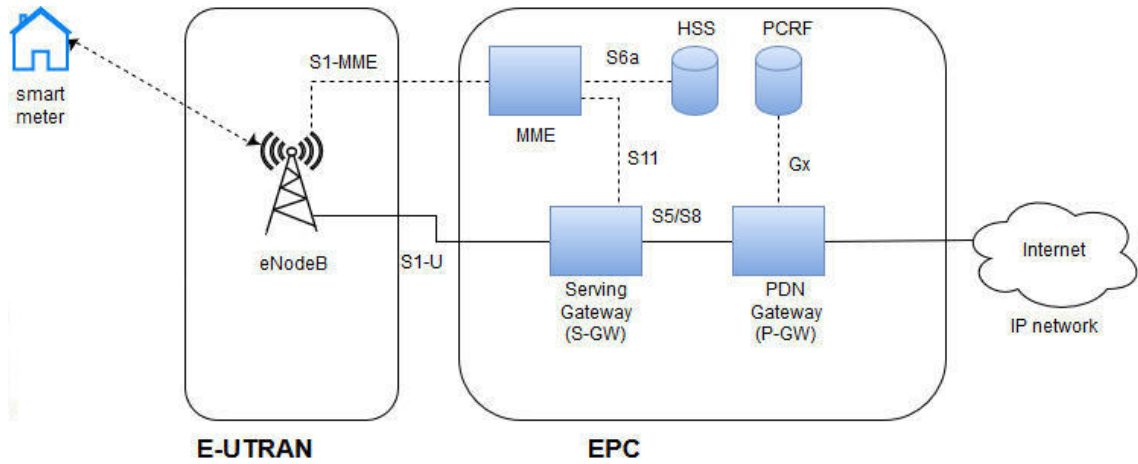 HSS
PCRF
S6a
S1-MME
smart
meter
MME
S11
Gx
S5/S8
eNodeB
S1-U
Internet
Serving
Gateway
(S-GW)
PDN
Gateway
(P-GW)
IP network
E-UTRAN
EPC